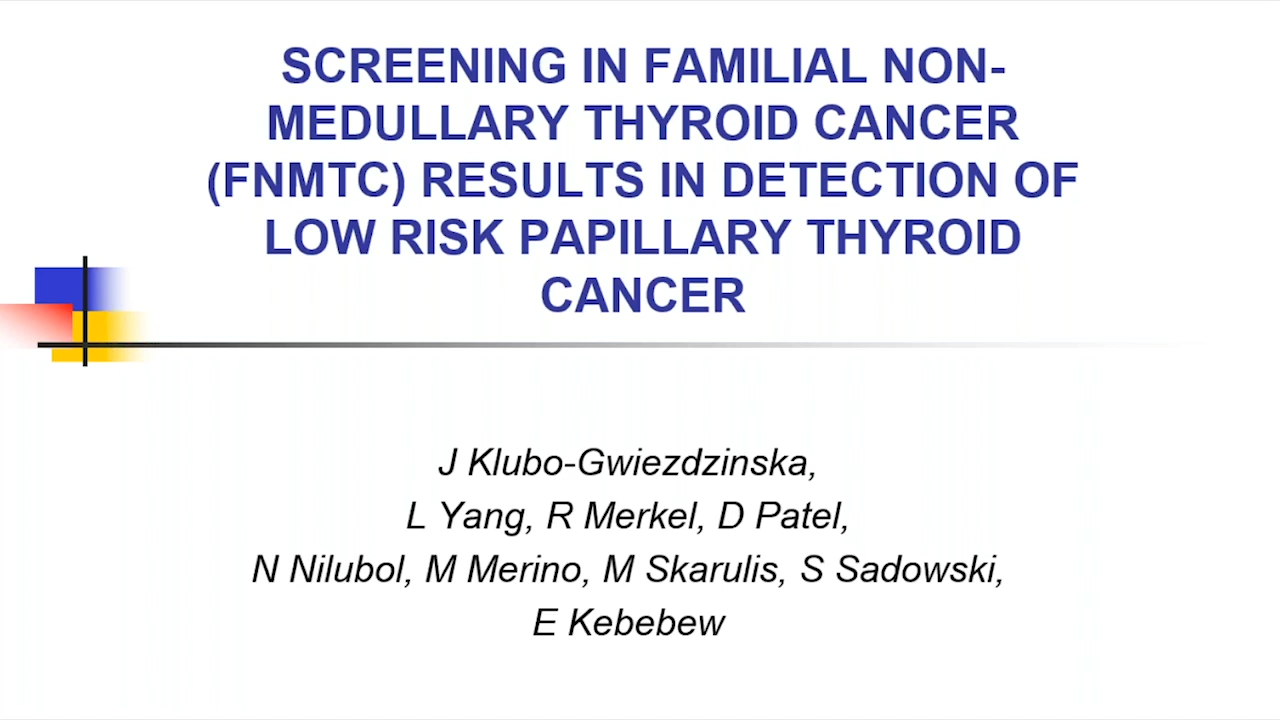 SCREENING IN FAMILIAL NON-
MEDULLARY THYROID CANCER
(FNMTC) RESULTS IN DETECTION OF
LOW RISK PAPILLARY THYROID
CANCER
J Klubo-Gwiezdzinska,
L Yang, R Merkel, D Patel,
N Nilubol, M Merino, M Skarulis, S Sadowski,
E Kebebew